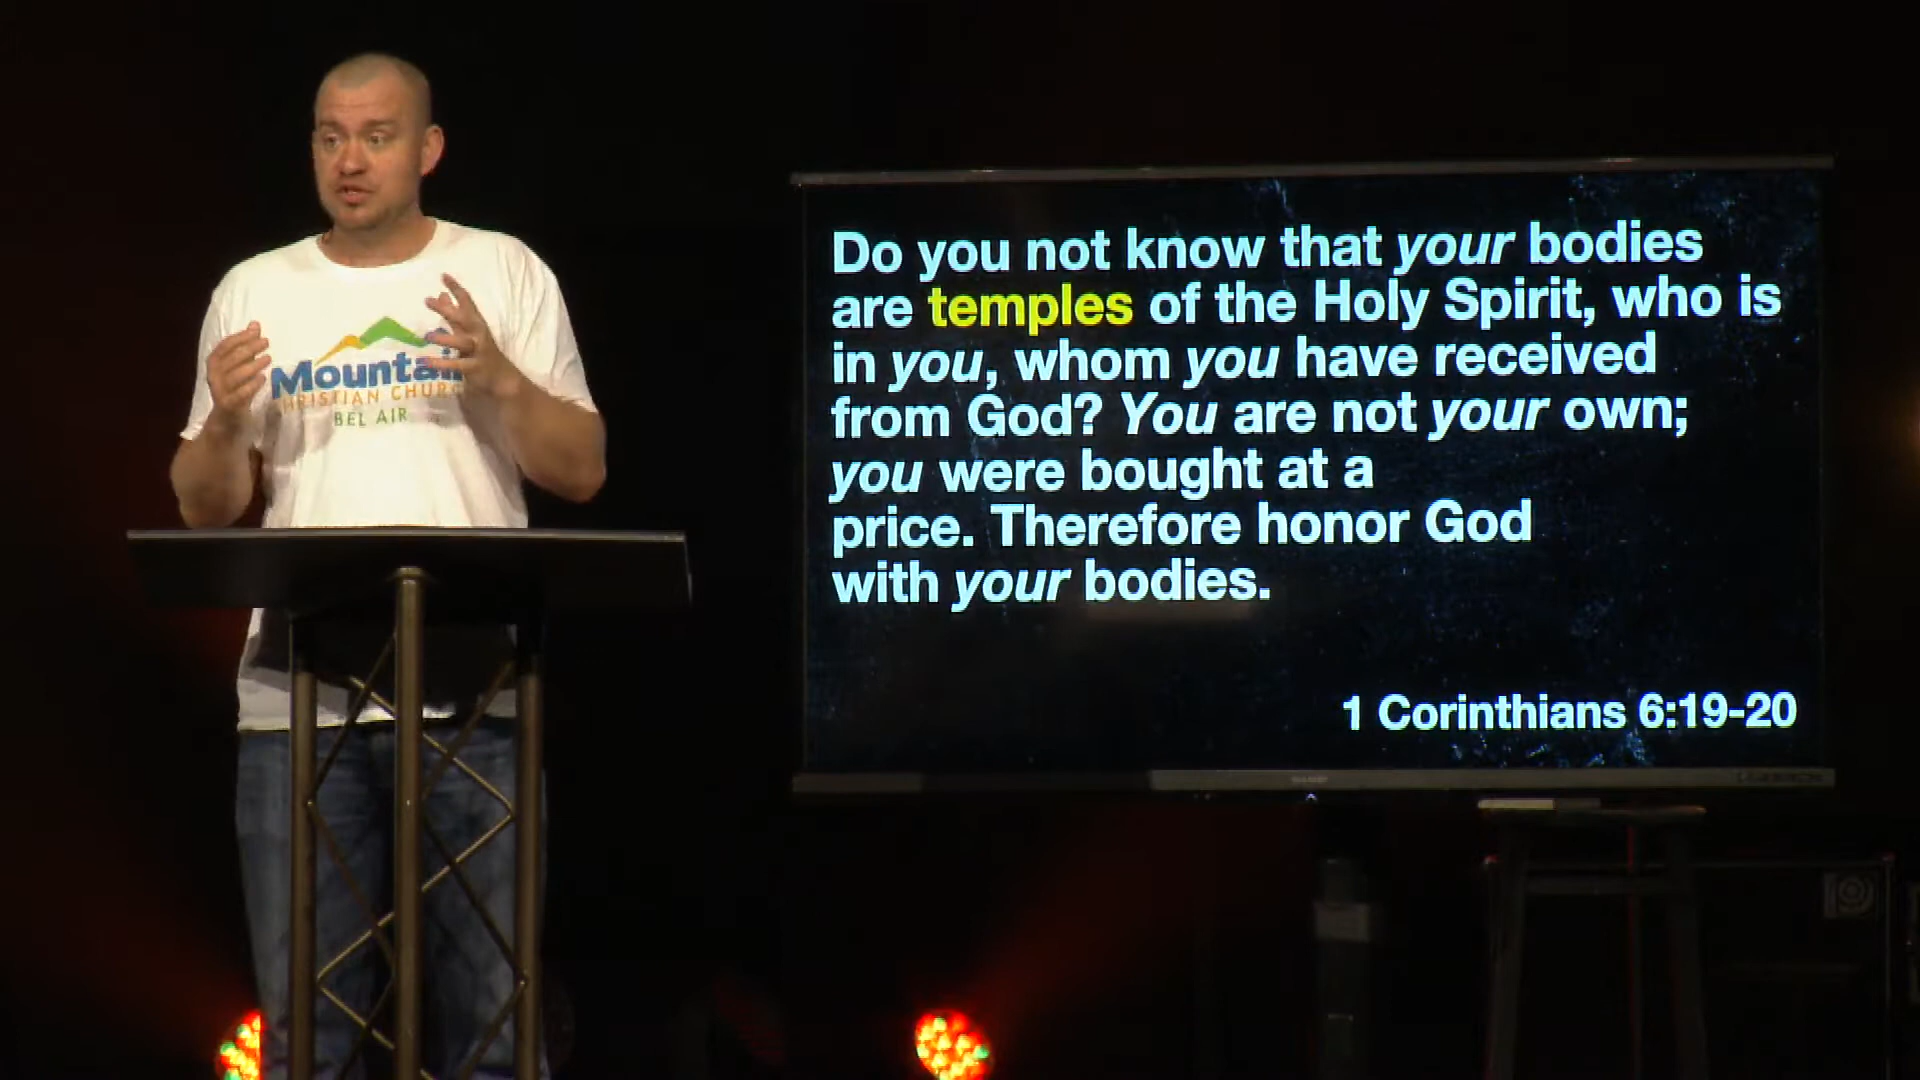 Mountain
CHRISTIAN CHURCH
BEL AIR
Do you not know that your bodies
are temples of the Holy Spirit, who is
in you, whom you have received
from God? You are not your own;
you were bought at a
price. Therefore honor God
with your bodies.
1 Corinthians 6:19-20